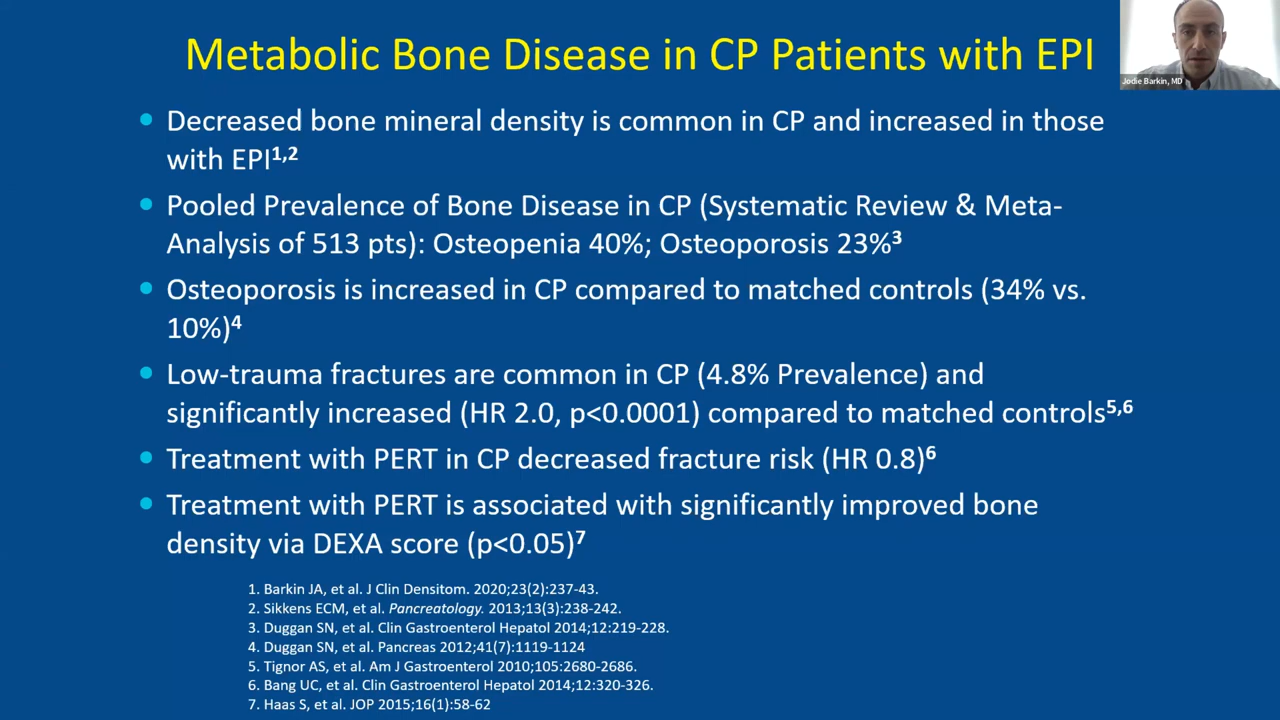 Metabolic Bone Disease in CP Patients with EPI
Jodie Barkin, MD
• Decreased bone mineral density is common in CP and increased in those
with EPI¹,²
• Pooled Prevalence of Bone Disease in CP (Systematic Review & Meta-
Analysis of 513 pts): Osteopenia 40%; Osteoporosis 23%³
• Osteoporosis is increased in CP compared to matched controls (34% vs.
10%)⁴
• Low-trauma fractures are common in CP (4.8% Prevalence) and
significantly increased (HR 2.0, p<0.0001) compared to matched controls⁵,⁶
• Treatment with PERT in CP decreased fracture risk (HR 0.8)⁶
• Treatment with PERT is associated with significantly improved bone
density via DEXA score (p<0.05)⁷
1. Barkin JA, et al. J Clin Densitom. 2020;23(2):237-43.
2. Sikkens ECM, et al. Pancreatology. 2013;13(3):238-242.
3. Duggan SN, et al. Clin Gastroenterol Hepatol 2014;12:219-228.
4. Duggan SN, et al. Pancreas 2012;41(7):1119-1124
5. Tignor AS, et al. Am J Gastroenterol 2010;105:2680-2686.
6. Bang UC, et al. Clin Gastroenterol Hepatol 2014;12:320-326.
7. Haas S, et al. JOP 2015;16(1):58-62